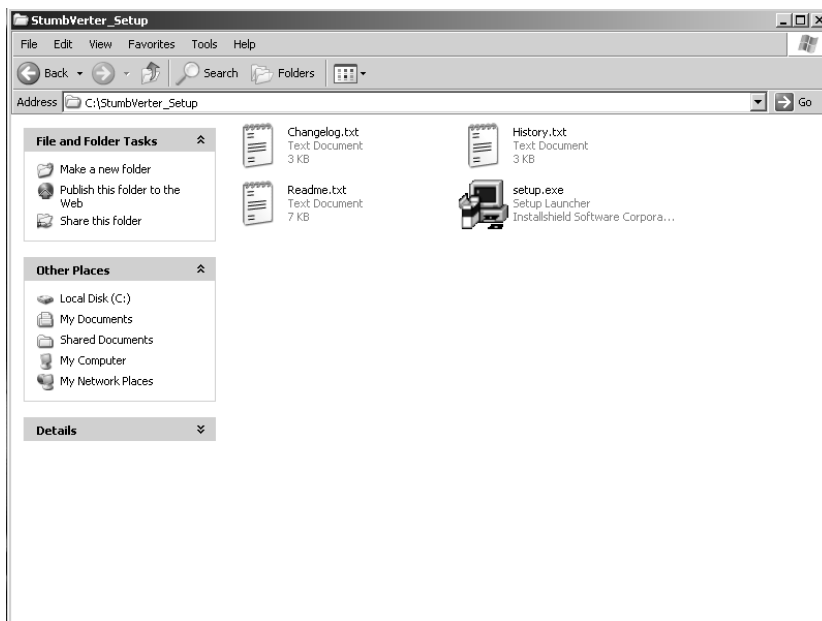 StumbVerter_Setup
File Edit View Favorites Tools Help
Back Search Folders
Address C:\StumbVerter_Setup Go
File and Folder Tasks
Make a new folder
Publish this folder to the
Web
Share this folder
Other Places
Local Disk (C:)
My Documents
Shared Documents
My Computer
My Network Places
Details
Changelog.txt
Text Document
3 KB
History.txt
Text Document
3 KB
Readme.txt
Text Document
7 KB
setup.exe
Setup Launcher
Installshield Software Corpora...